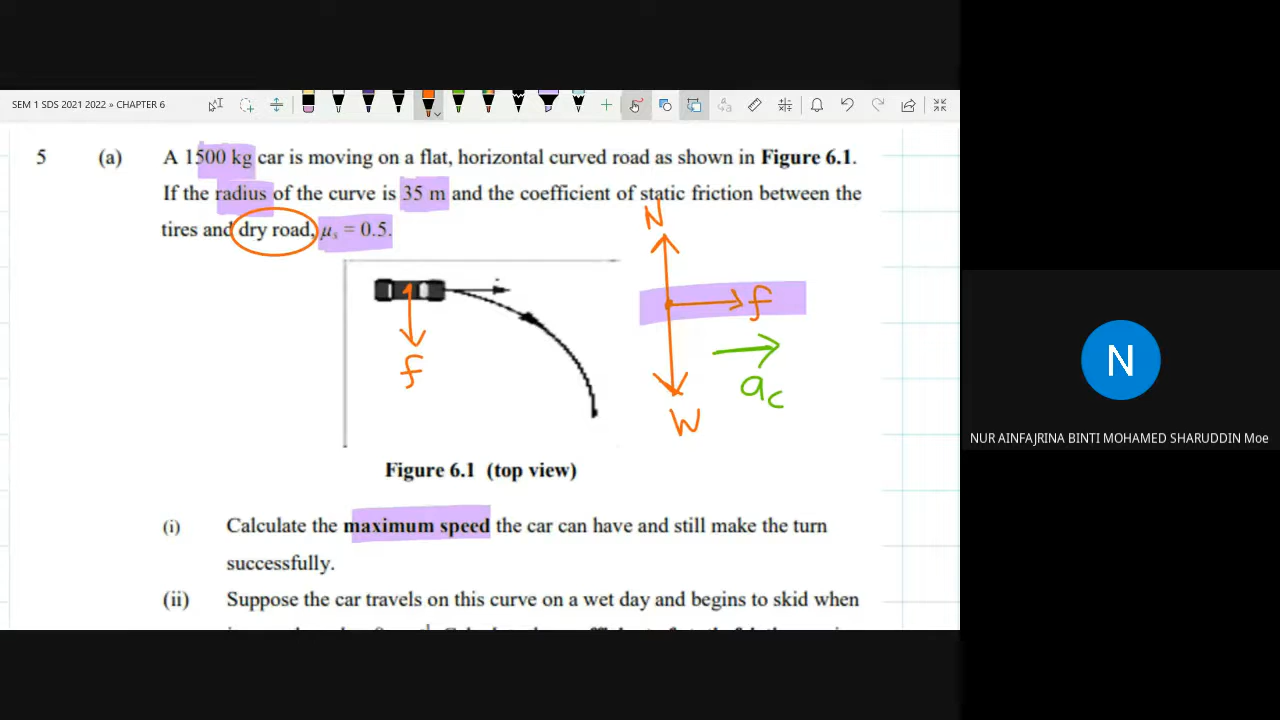 SEM 1 SDS 2021 2022 » CHAPTER 6
5 (a) A 1500 kg car is moving on a flat, horizontal curved road as shown in Figure 6.1.
If the radius of the curve is 35 m and the coefficient of static friction between the
tires and dry road, μs = 0.5.
N
f
f
ac
W
Figure 6.1 (top view)
(i) Calculate the maximum speed the car can have and still make the turn
successfully.
(ii) Suppose the car travels on this curve on a wet day and begins to skid when
N
NUR AINFAJRINA BINTI MOHAMED SHARUDDIN Moe